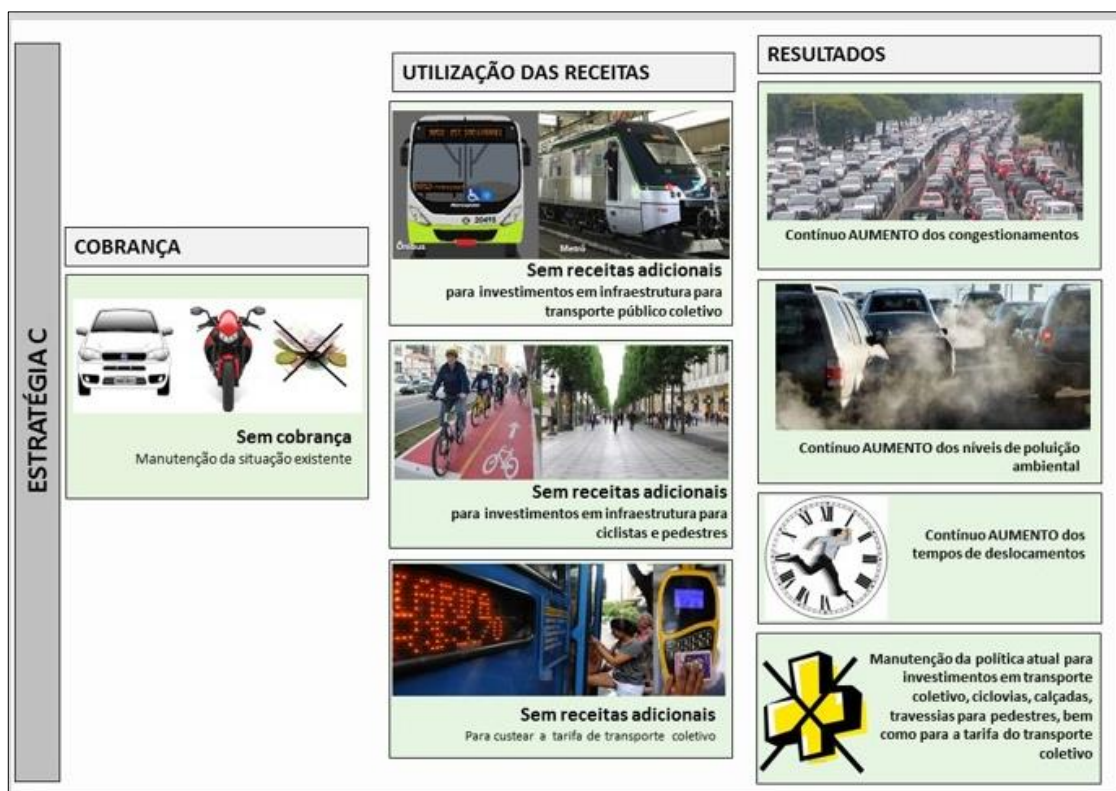 ESTRATÉGIA C
COBRANÇA
Sem cobrança
Manutenção da situação existente
UTILIZAÇÃO DAS RECEITAS
Ônibus
20495
Metrô
Sem receitas adicionais
para investimentos em infraestrutura para
transporte público coletivo
Sem receitas adicionais
para investimentos em infraestrutura para
ciclistas e pedestres
Sem receitas adicionais
Para custear a tarifa de transporte coletivo
RESULTADOS
Contínuo AUMENTO dos congestionamentos
Contínuo AUMENTO dos níveis de poluição
ambiental
Contínuo AUMENTO dos
tempos de deslocamentos
Manutenção da política atual para
investimentos em transporte
coletivo, ciclovias, calçadas,
travessias para pedestres, bem
como para a tarifa do transporte
coletivo